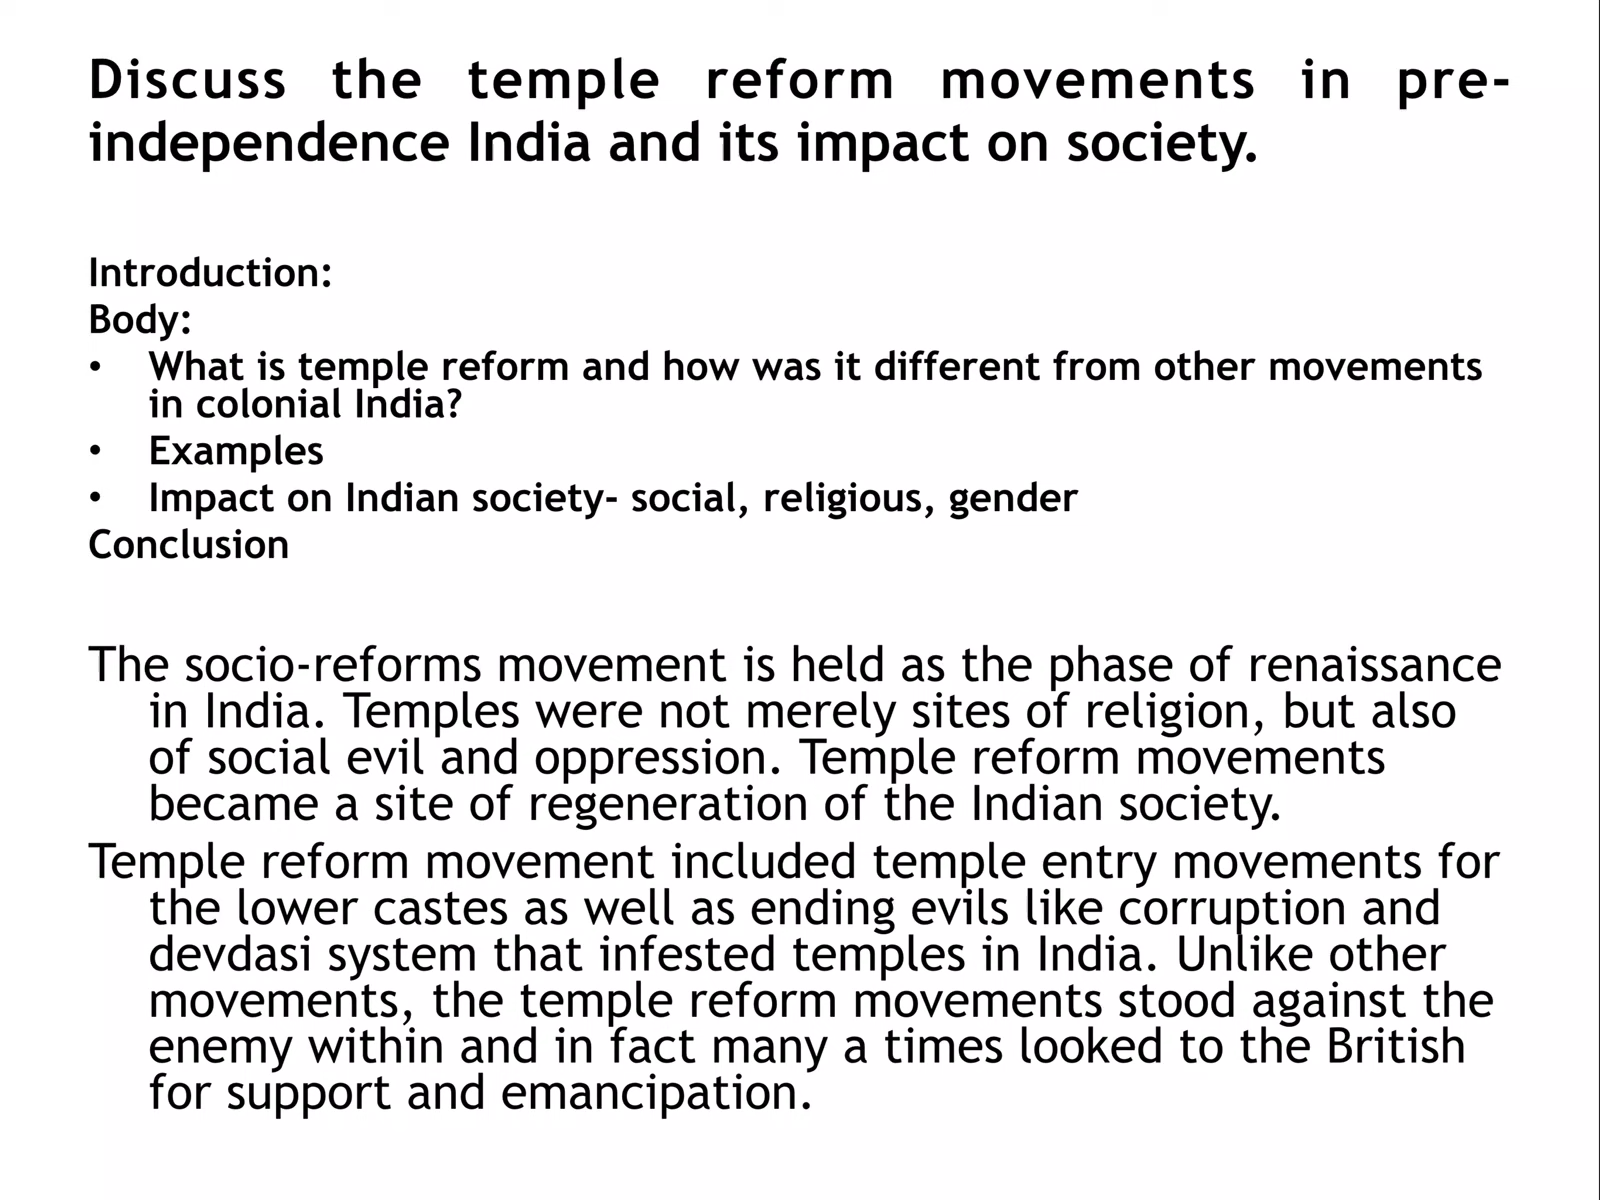 Discuss the temple reform movements in pre-
independence India and its impact on society.
Introduction:
Body:
• What is temple reform and how was it different from other movements
in colonial India?
• Examples
• Impact on Indian society- social, religious, gender
Conclusion
The socio-reforms movement is held as the phase of renaissance
in India. Temples were not merely sites of religion, but also
of social evil and oppression. Temple reform movements
became a site of regeneration of the Indian society.
Temple reform movement included temple entry movements for
the lower castes as well as ending evils like corruption and
devdasi system that infested temples in India. Unlike other
movements, the temple reform movements stood against the
enemy within and in fact many a times looked to the British
for support and emancipation.